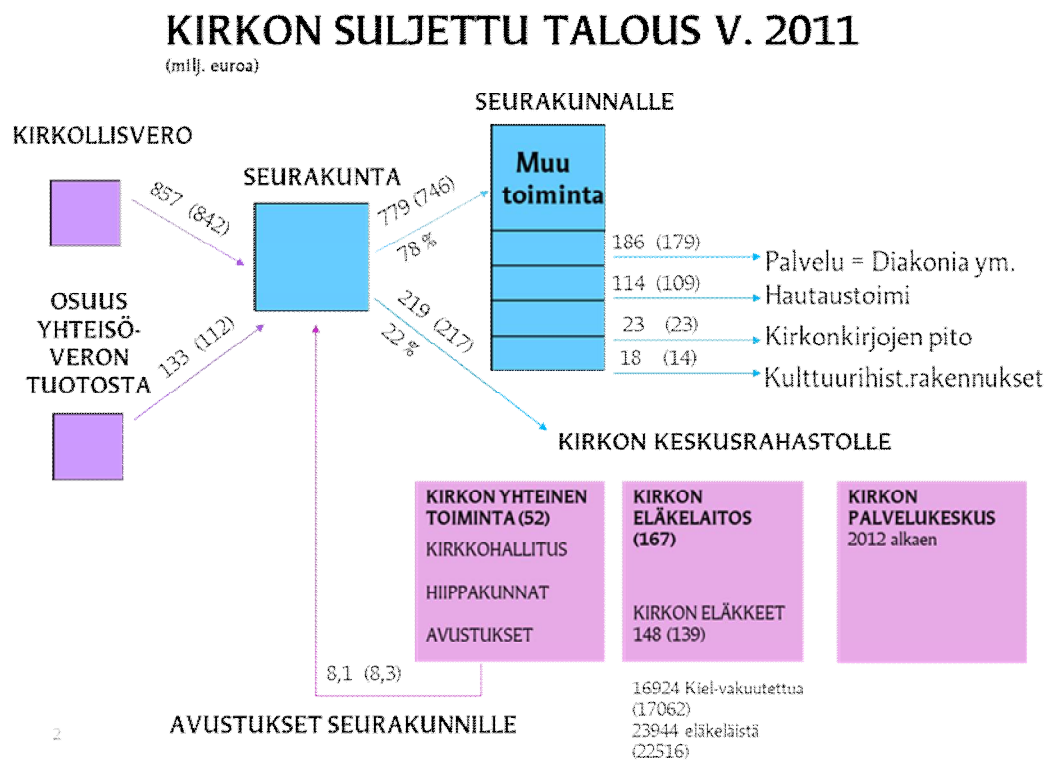 KIRKON SULJETTU TALOUS V. 2011
(milj. euroa)
SEURAKUNNALLE
KIRKOLLISVERO
Muu
toiminta
SEURAKUNTA
857 (842)
779 (746)
78 %
186 (179)
Palvelu = Diakonia ym.
114 (109)
Hautaustoimi
23 (23)
Kirkonkirjojen pito
18 (14)
Kulttuurihist.rakennukset
OSUUS
YHTEISÖ-
VERON
TUOTOSTA
133 (112)
219 (217)
22 %
KIRKON KESKUSRAHASTOLLE
KIRKON YHTEINEN
TOIMINTA (52)
KIRKKOHALLITUS
HIIPPAKUNNAT
AVUSTUKSET
KIRKON
ELÄKELAITOS
(167)
KIRKON ELÄKKEET
148 (139)
KIRKON
PALVELUKESKUS
2012 alkaen
8,1 (8,3)
AVUSTUKSET SEURAKUNNILLE
16924 Kiel-vakuutettua
(17062)
23944 eläkeläistä
(22516)
2